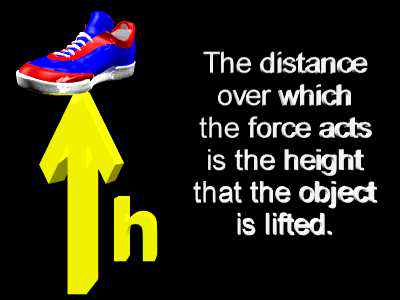 The distance
over which
the force acts
is the height
that the object
is lifted.
h